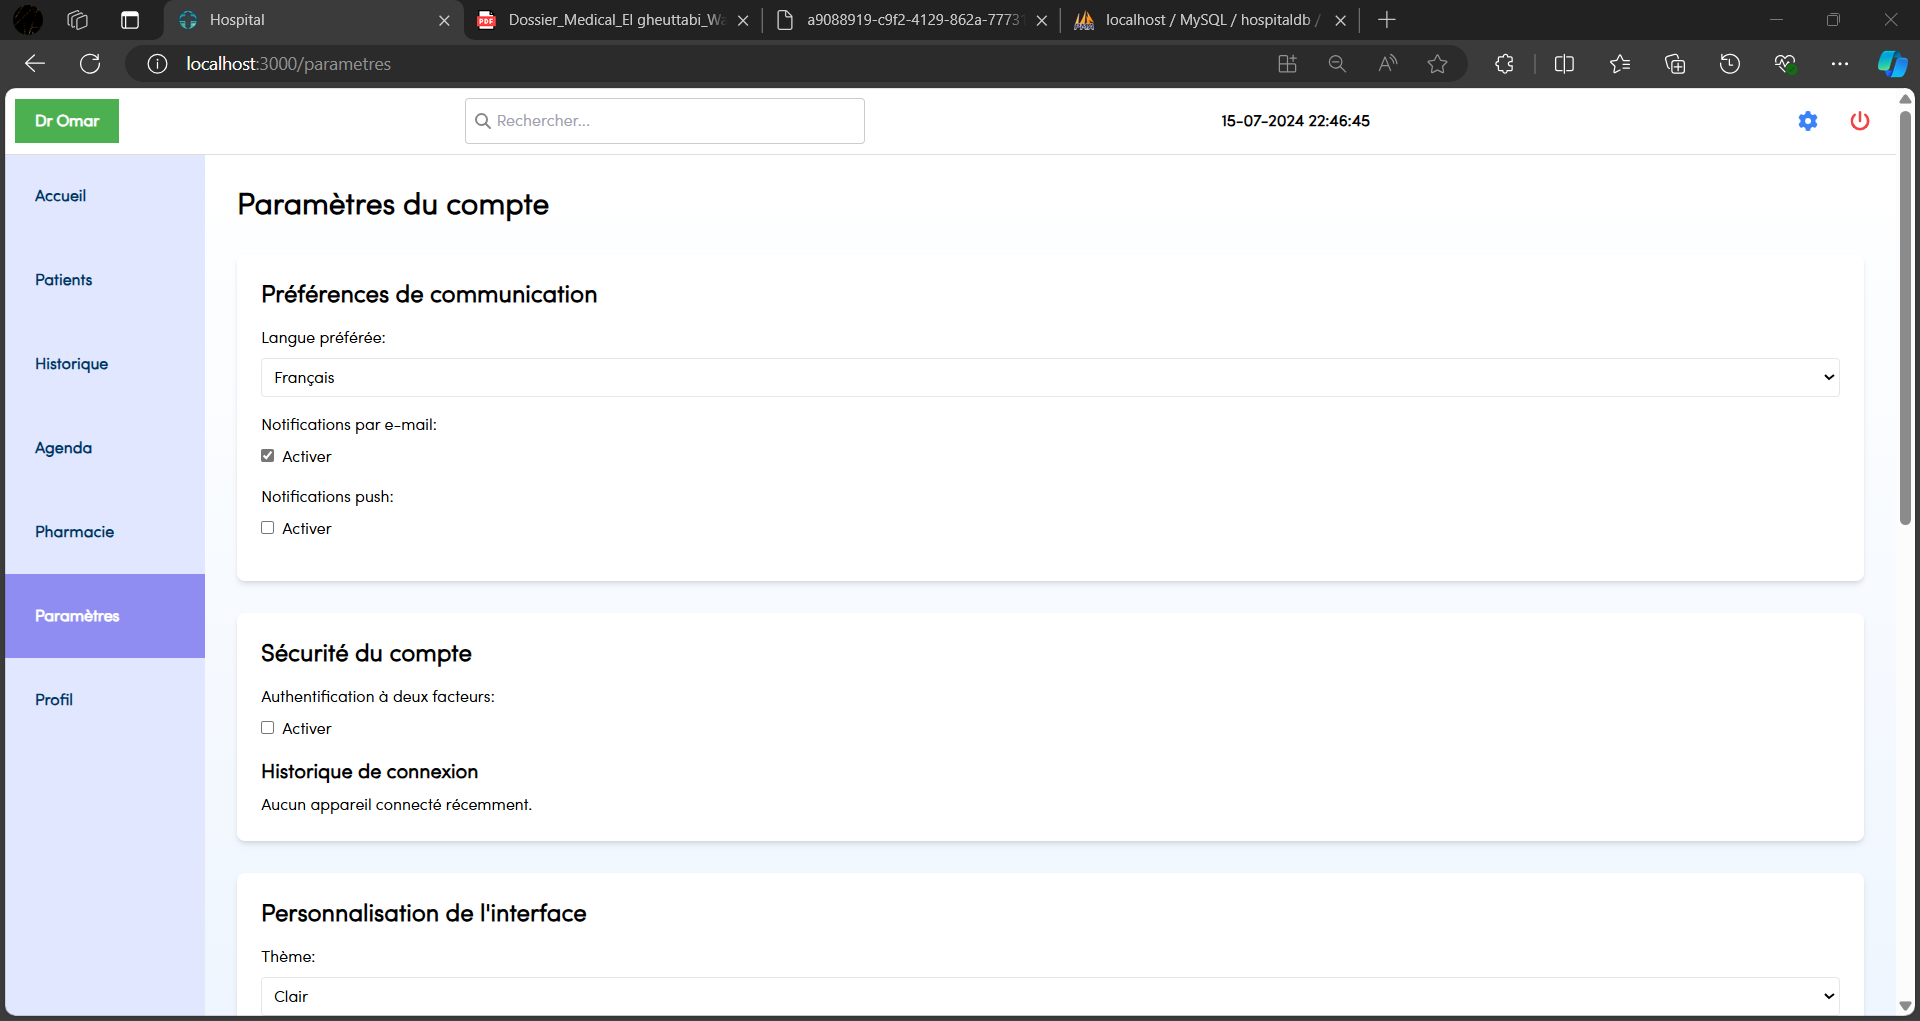 Hospital
Dossier_Medical_El gheuttabi_Wa
a9088919-c9f2-4129-862a-7773
localhost / MySQL / hospitaldb /
localhost:3000/parametres
Dr Omar
Rechercher...
15-07-2024 22:46:45
Accueil
Patients
Historique
Agenda
Pharmacie
Paramètres
Profil
Paramètres du compte
Préférences de communication
Langue préférée:
Français
Notifications par e-mail:
Activer
Notifications push:
Activer
Sécurité du compte
Authentification à deux facteurs:
Activer
Historique de connexion
Aucun appareil connecté récemment.
Personnalisation de l'interface
Thème:
Clair